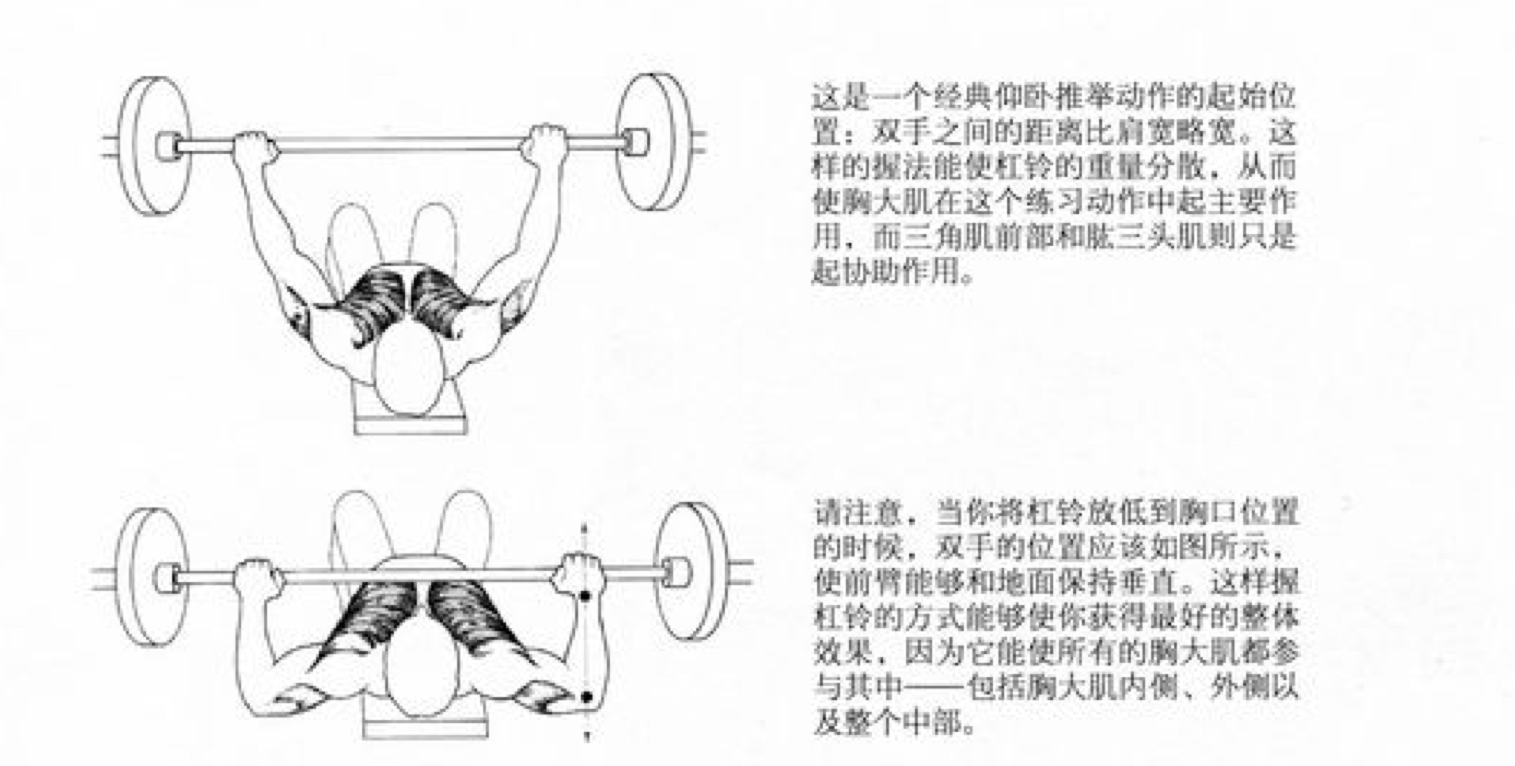 这是一个经典仰卧推举动作的起始位
置：双手之间的距离比肩宽略宽。这
样的握法能使杠铃的重量分散，从而
使胸大肌在这个练习动作中起主要作
用，而三角肌前部和肱三头肌则只是
起协助作用。
请注意，当你将杠铃放低到胸口位置
的时候，双手的位置应该如图所示，
使前臂能够和地面保持垂直。这样握
杠铃的方式能够使你获得最好的整体
效果，因为它能使所有的胸大肌都参
与其中——包括胸大肌内侧、外侧以
及整个中部。